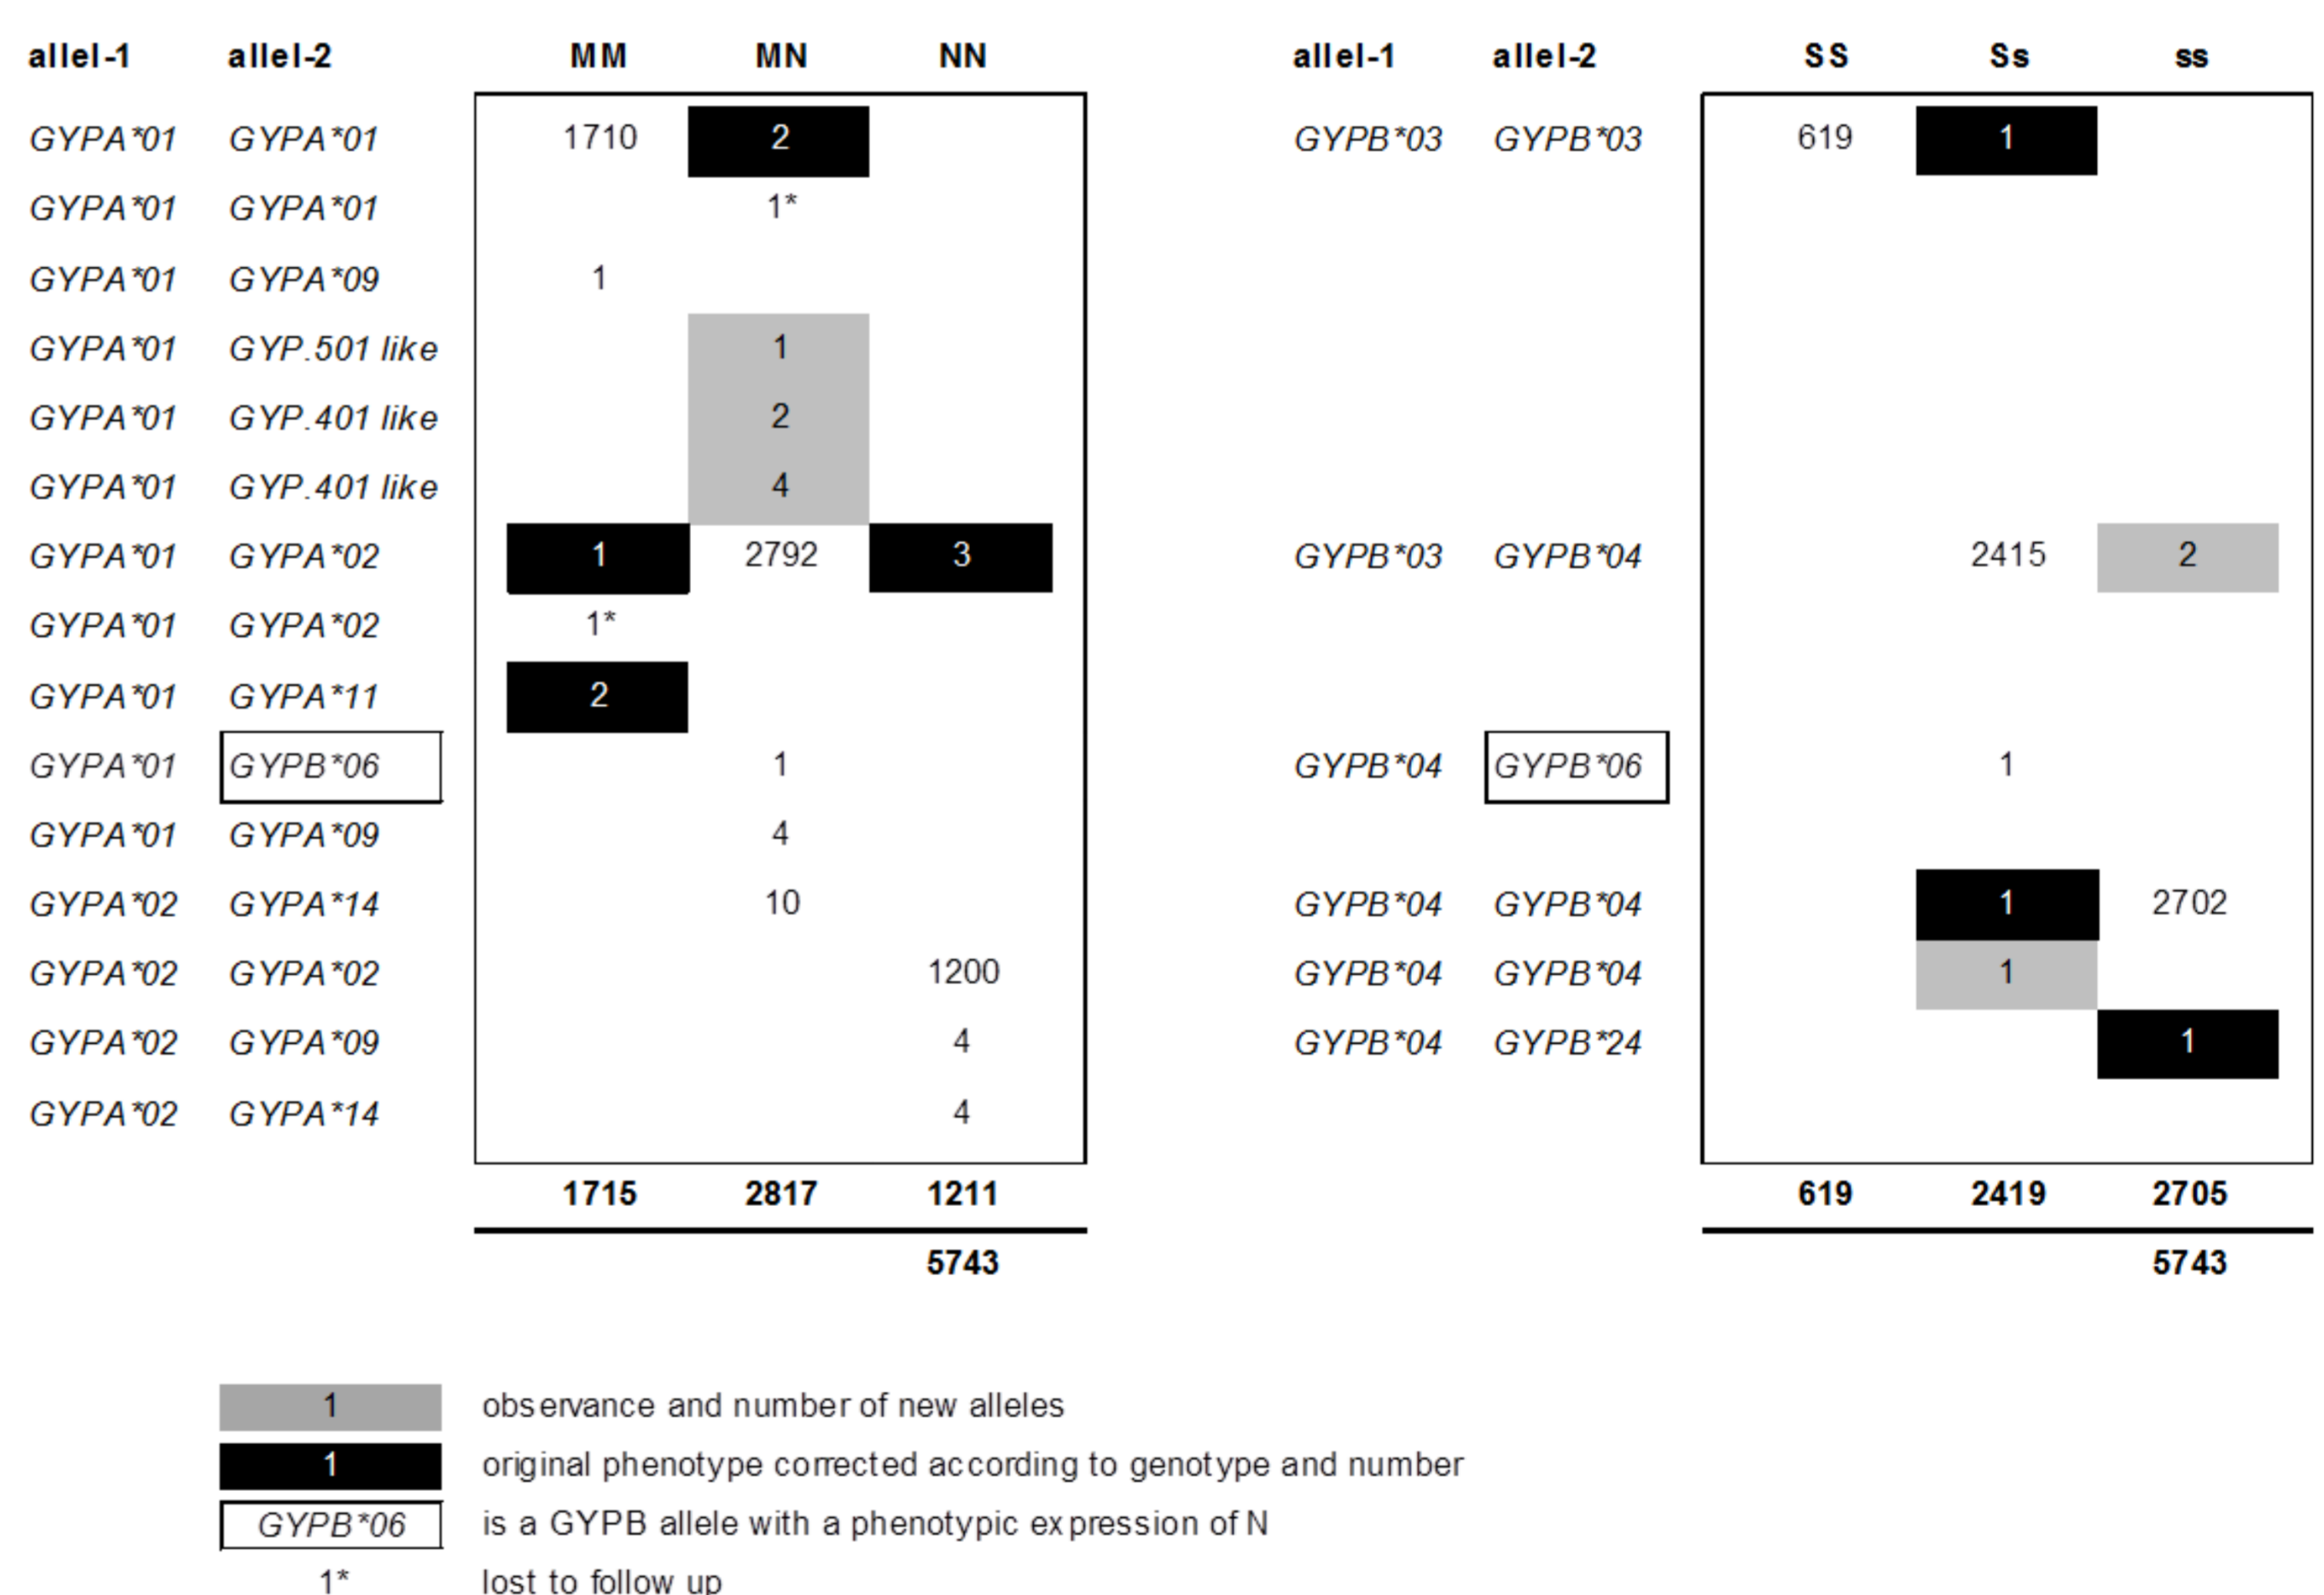 allel-1 allel-2 MM MN NN allel-1 allel-2 SS Ss ss
GYPA*01 GYPA*01 1710 2 GYPB*03 GYPB*03 619 1
GYPA*01 GYPA*01 1*
GYPA*01 GYPA*09 1
GYPA*01 GYP.501 like 1
GYPA*01 GYP.401 like 2
GYPA*01 GYP.401 like 4
GYPA*01 GYPA*02 1 2792 3 GYPB*03 GYPB*04 2415 2
GYPA*01 GYPA*02 1*
GYPA*01 GYPA*11 2
GYPA*01 GYPB*06 1 GYPB*04 GYPB*06 1
GYPA*01 GYPA*09 4
GYPA*02 GYPA*14 10 GYPB*04 GYPB*04 1 2702
GYPA*02 GYPA*02 1200 GYPB*04 GYPB*04 1
GYPA*02 GYPA*09 4 GYPB*04 GYPB*24 1
GYPA*02 GYPA*14 4
1715 2817 1211 619 2419 2705
5743 5743
1 observance and number of new alleles
1 original phenotype corrected according to genotype and number
GYPB*06 is a GYPB allele with a phenotypic expression of N
1* lost to follow up